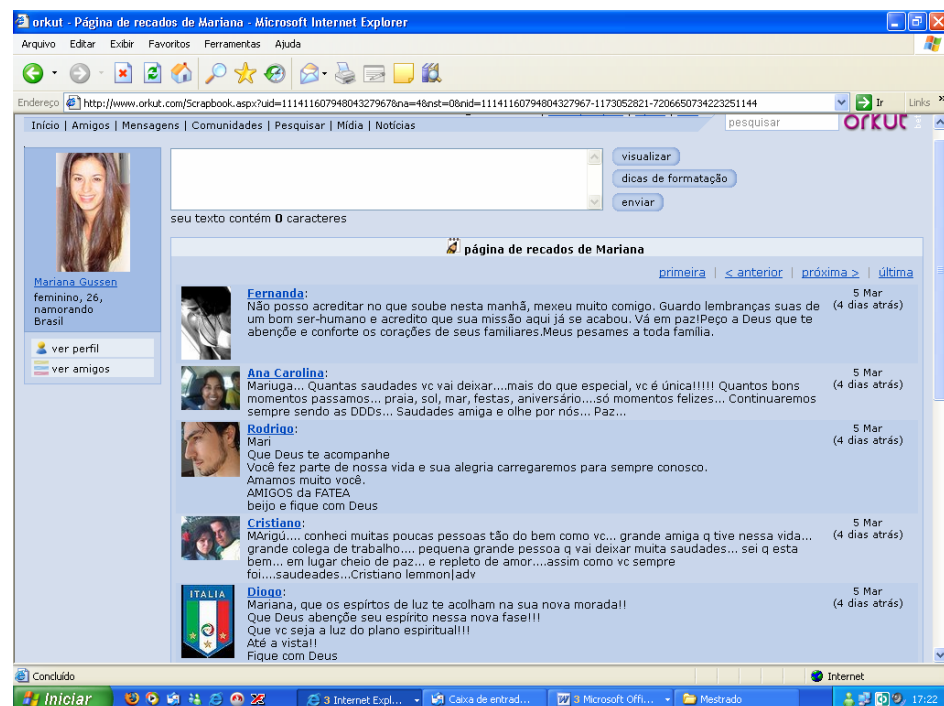 orkut - Página de recados de Mariana - Microsoft Internet Explorer
Arquivo Editar Exibir Favoritos Ferramentas Ajuda
Endereço http://www.orkut.com/Scrapbook.aspx?uid=11141160794804327967&na=4&nst=0&nid=11141160794804327967-1173052821-7206650734223251144 Ir Links »
Início | Amigos | Mensagens | Comunidades | Pesquisar | Mídia | Notícias pesquisar orkut
visualizar
dicas de formatação
enviar
seu texto contém 0 caracteres
página de recados de Mariana
primeira | < anterior | próxima > | última
Mariana Gussen
feminino, 26,
namorando
Brasil
ver perfil
ver amigos
Fernanda: 5 Mar
Não posso acreditar no que soube nesta manhã, mexeu muito comigo. Guardo lembranças suas de (4 dias atrás)
um bom ser-humano e acredito que sua missão aqui já se acabou. Vá em paz!Peço a Deus que te
abençõe e conforte os corações de seus familiares.Meus pesames a toda família.
Ana Carolina: 5 Mar
Mariuga... Quantas saudades vc vai deixar....mais do que especial, vc é única!!!!! Quantos bons (4 dias atrás)
momentos passamos... praia, sol, mar, festas, aniversário....só momentos felizes... Continuaremos
sempre sendo as DDDs... Saudades amiga e olhe por nós... Paz...
Rodrigo: 5 Mar
Mari (4 dias atrás)
Que Deus te acompanhe
Você fez parte de nossa vida e sua alegria carregaremos para sempre conosco.
Amamos muito você.
AMIGOS da FATEA
beijo e fique com Deus
Cristiano: 5 Mar
MArigú.... conheci muitas poucas pessoas tão do bem como vc... grande amiga q tive nessa vida... (4 dias atrás)
grande colega de trabalho.... pequena grande pessoa q vai deixar muita saudades... sei q esta
bem... em lugar cheio de paz... e repleto de amor....assim como vc sempre
foi....saudeades...Cristiano lemmon|adv
ITALIA
Diogo: 5 Mar
Mariana, que os espírtos de luz te acolham na sua nova morada!! (4 dias atrás)
Que Deus abençõe seu espírito nessa nova fase!!!
Que vc seja a luz do plano espiritual!!!
Até a vista!!
Fique com Deus
Concluído Internet
Iniciar 3 Internet Expl... Caixa de entrad... 3 Microsoft Offi... Mestrado 17:22